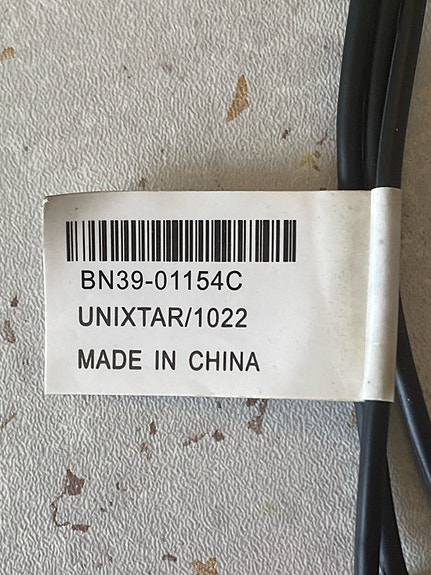 BN39-01154C
UNIXTAR/1022
MADE IN CHINA